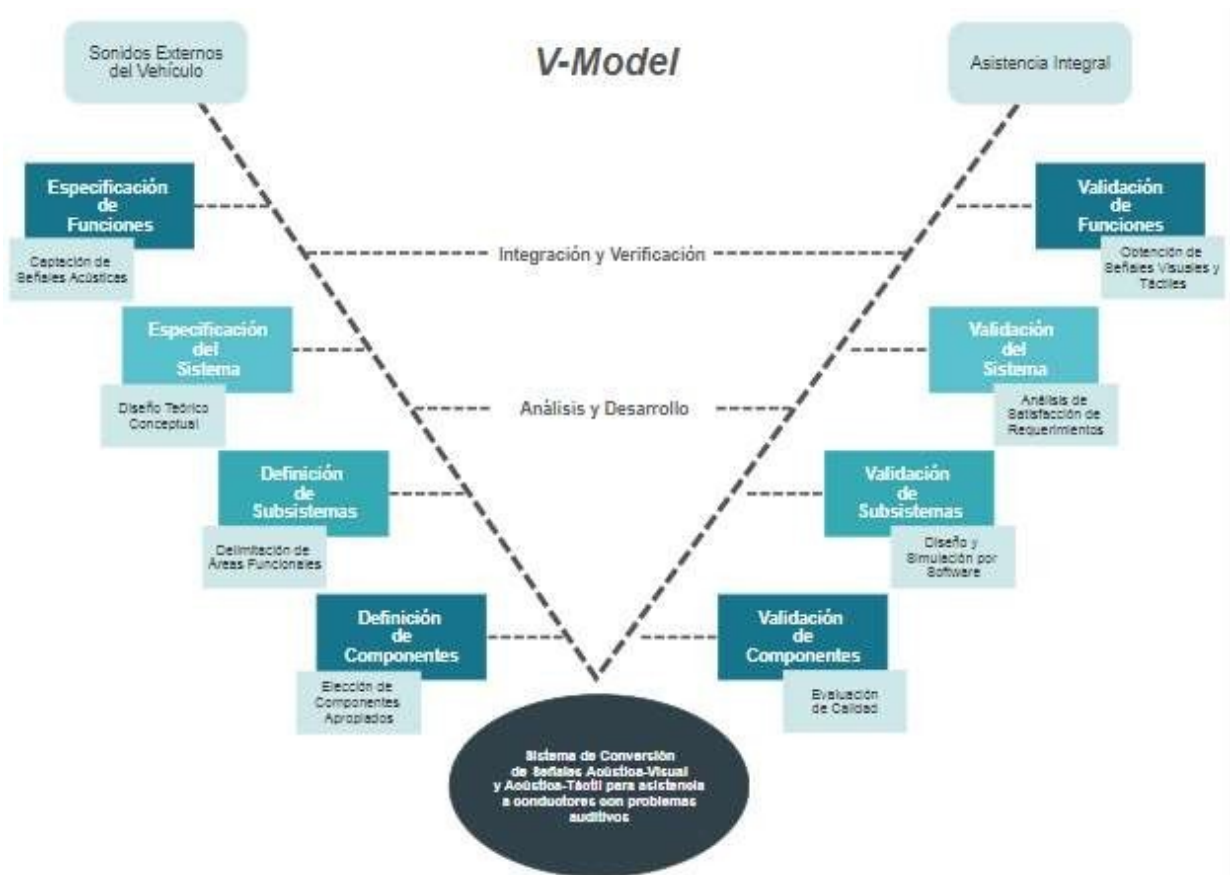 Sonidos Externos
del Vehículo
V-Model
Asistencia Integral
Especificación
de
Funciones
Captación de
Señales Acústicas
Validación
de
Funciones
Obtención de
Señales Visuales y
Táctiles
Integración y Verificación
Especificación
del
Sistema
Diseño Teórico
Conceptual
Validación
del
Sistema
Análisis de
Satisfacción de
Requerimientos
Análisis y Desarrollo
Definición
de
Subsistemas
Delimitación de
Áreas Funcionales
Validación
de
Subsistemas
Diseño y
Simulación por
Software
Definición
de
Componentes
Elección de
Componentes
Apropiados
Validación
de
Componentes
Evaluación
de Calidad
Sistema de Conversión
de Señales Acústica-Visual
y Acústica-Táctil para asistencia
a conductores con problemas
auditivos